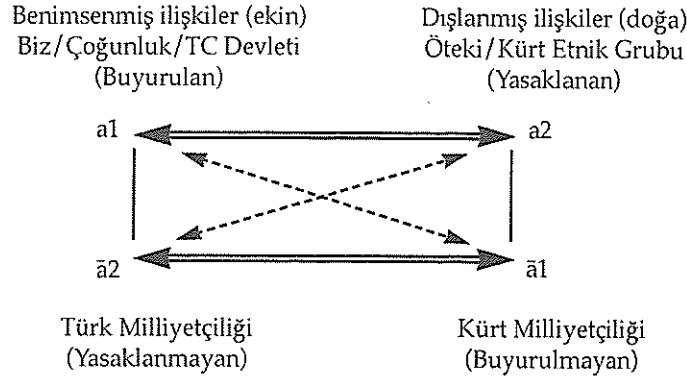 Benimsenmiş ilişkiler (ekin)
Biz/Çoğunluk/TC Devleti
(Buyurulan)
Dışlanmış ilişkiler (doğa)
Öteki/Kürt Etnik Grubu
(Yasaklanan)
a1
a2
ā2
ā1
Türk Milliyetçiliği
(Yasaklanmayan)
Kürt Milliyetçiliği
(Buyurulmayan)